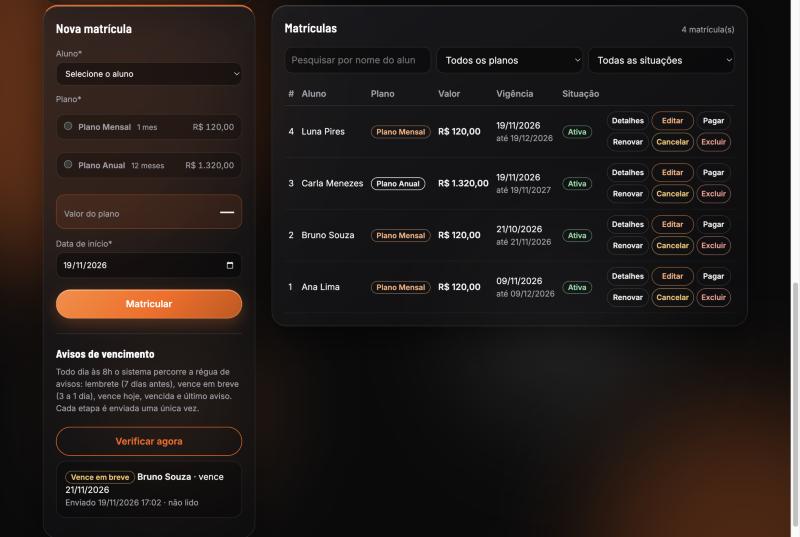 Nova matrícula
Aluno*
Selecione o aluno
Plano*
Plano Mensal 1 mes R$ 120,00
Plano Anual 12 meses R$ 1.320,00
Valor do plano —
Data de início*
19/11/2026
Matricular
Avisos de vencimento
Todo dia às 8h o sistema percorre a régua de
avisos: lembrete (7 dias antes), vence em breve
(3 a 1 dia), vence hoje, vencida e último aviso.
Cada etapa é enviada uma única vez.
Verificar agora
Vence em breve Bruno Souza · vence
21/11/2026
Enviado 19/11/2026 17:02 · não lido
Matrículas
4 matrícula(s)
Pesquisar por nome do alun
Todos os planos
Todas as situações
# Aluno Plano Valor Vigência Situação
4 Luna Pires Plano Mensal R$ 120,00 19/11/2026 até 19/12/2026 Ativa
Detalhes Editar Pagar
Renovar Cancelar Excluir
3 Carla Menezes Plano Anual R$ 1.320,00 19/11/2026 até 19/11/2027 Ativa
Detalhes Editar Pagar
Renovar Cancelar Excluir
2 Bruno Souza Plano Mensal R$ 120,00 21/10/2026 até 21/11/2026 Ativa
Detalhes Editar Pagar
Renovar Cancelar Excluir
1 Ana Lima Plano Mensal R$ 120,00 09/11/2026 até 09/12/2026 Ativa
Detalhes Editar Pagar
Renovar Cancelar Excluir